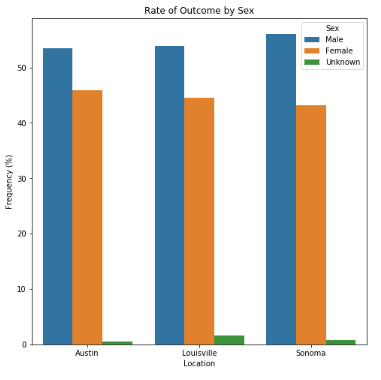 Rate of Outcome by Sex
Sex
Male
Female
Unknown
Frequency (%)
50
40
30
20
10
0
Austin
Louisville
Sonoma
Location